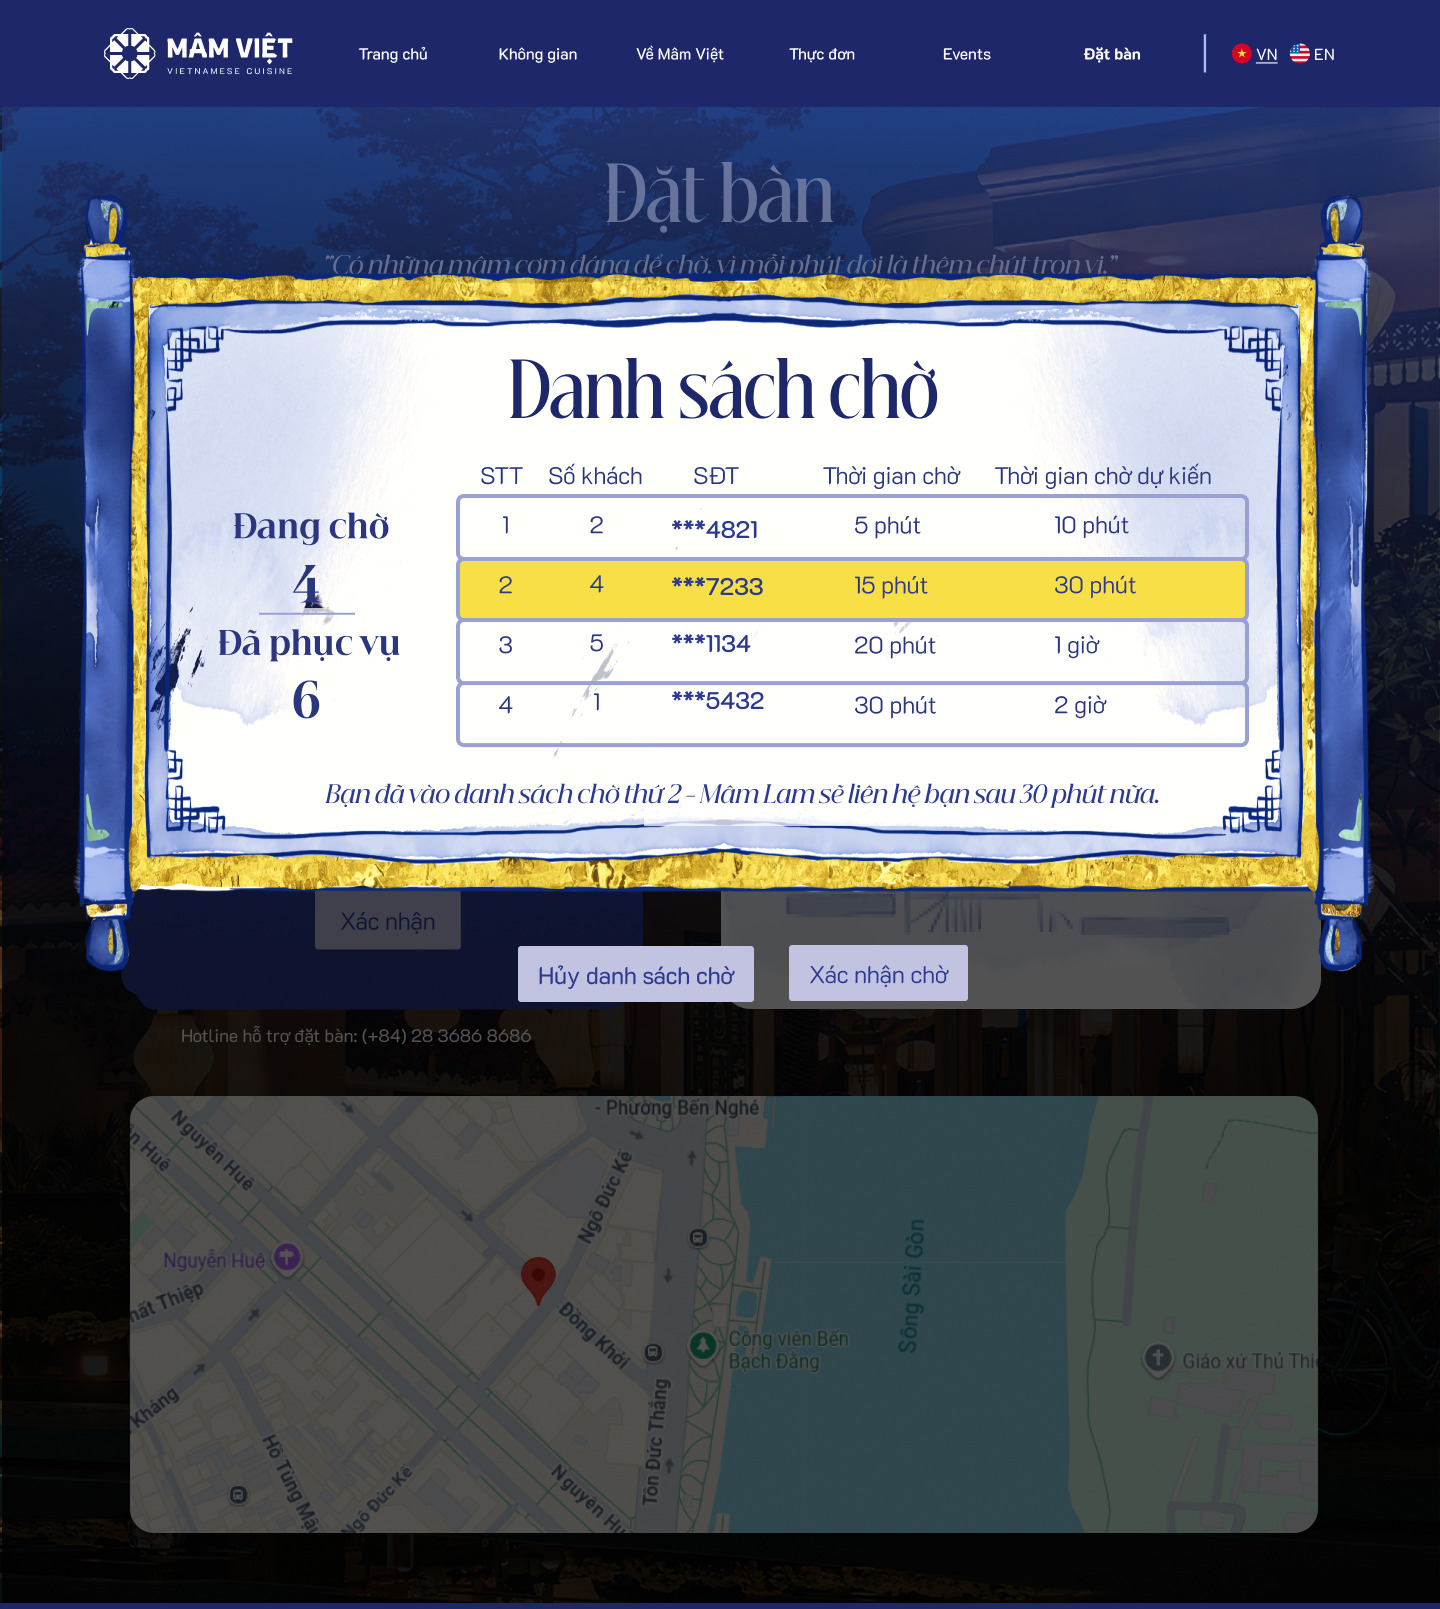 MÂM VIỆT
VIETNAMESE CUISINE
Trang chủ
Không gian
Về Mâm Việt
Thực đơn
Events
Đặt bàn
VN
EN
Đặt bàn
"Có những mâm cơm đáng để chờ, vì mỗi phút đợi là thêm chút trọn vị."
Danh sách chờ
STT Số khách SĐT Thời gian chờ Thời gian chờ dự kiến
1 2 ***4821 5 phút 10 phút
2 4 ***7233 15 phút 30 phút
3 5 ***1134 20 phút 1 giờ
4 1 ***5432 30 phút 2 giờ
Đang chờ
4
Đã phục vụ
6
Bạn đã vào danh sách chờ thứ 2 - Mâm Lam sẽ liên hệ bạn sau 30 phút nữa.
Xác nhận
Hủy danh sách chờ
Xác nhận chờ
Hotline hỗ trợ đặt bàn: (+84) 28 3686 8686
- Phường Bến Nghé
Nguyễn Huệ
Ngô Đức Kế
Nguyễn Huệ
Đồng Khởi
Sông Sài Gòn
Công viên Bến
Bạch Đằng
Giáo xứ Thủ Thiê
Tôn Đức Thắng
Hồ Tùng Mậu
Ngô Đức Kế